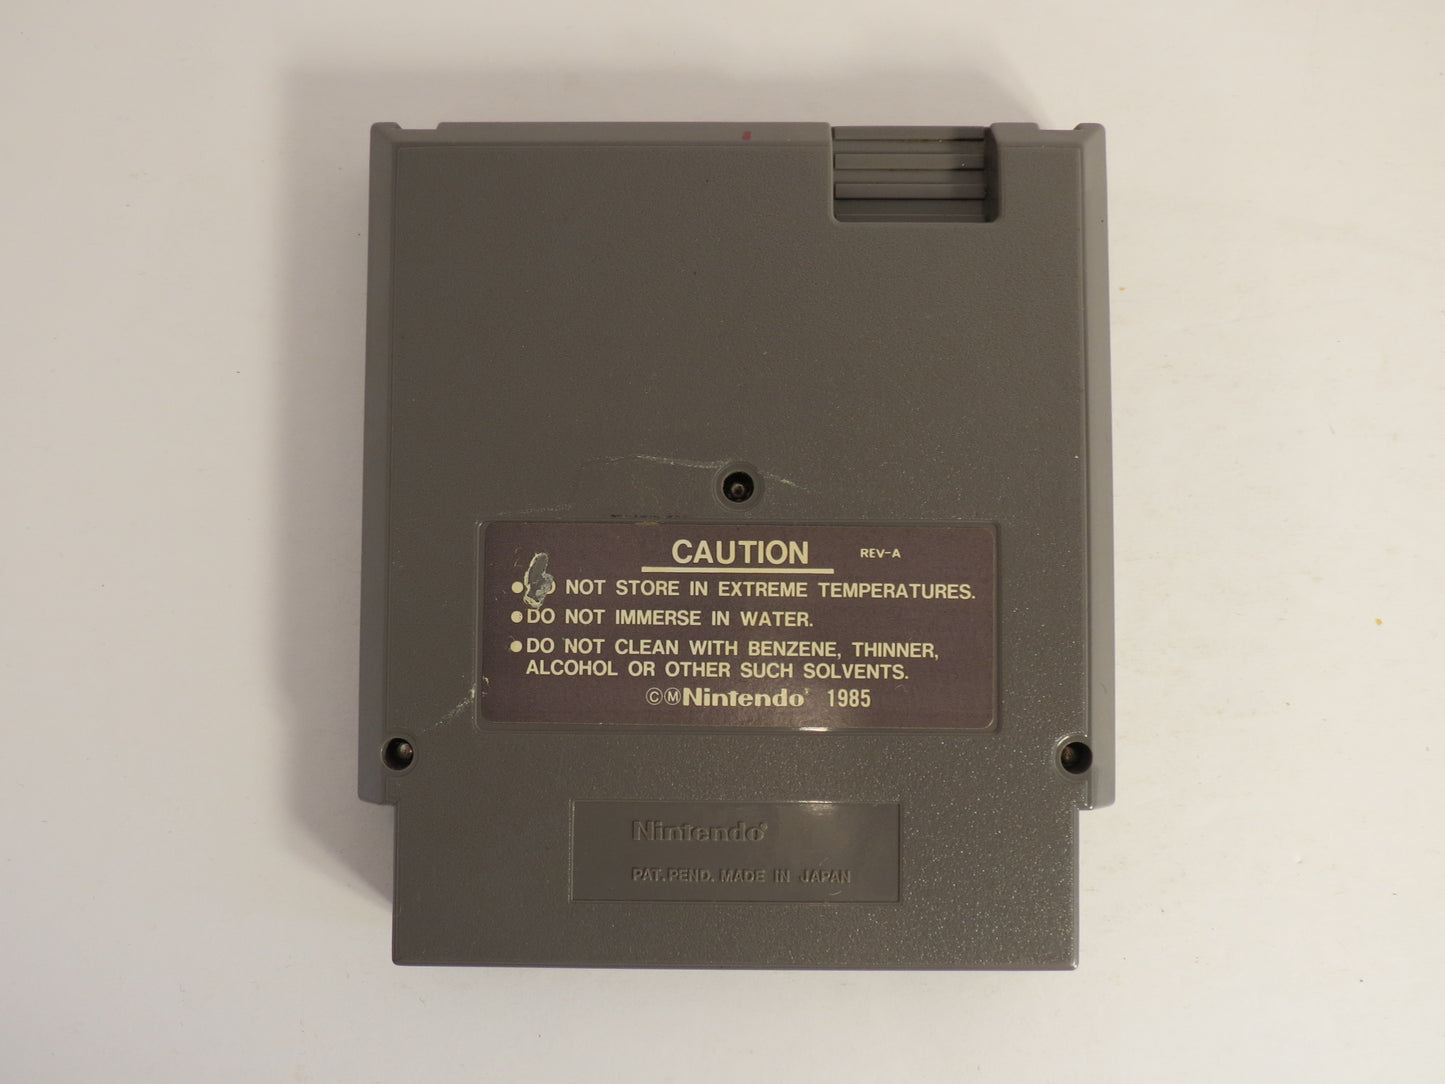 CAUTION REV-A
● NOT STORE IN EXTREME TEMPERATURES.
● DO NOT IMMERSE IN WATER.
● DO NOT CLEAN WITH BENZENE, THINNER,
ALCOHOL OR OTHER SUCH SOLVENTS.
ⒸⓂNintendo® 1985
Nintendo®
PAT. PEND. MADE IN JAPAN